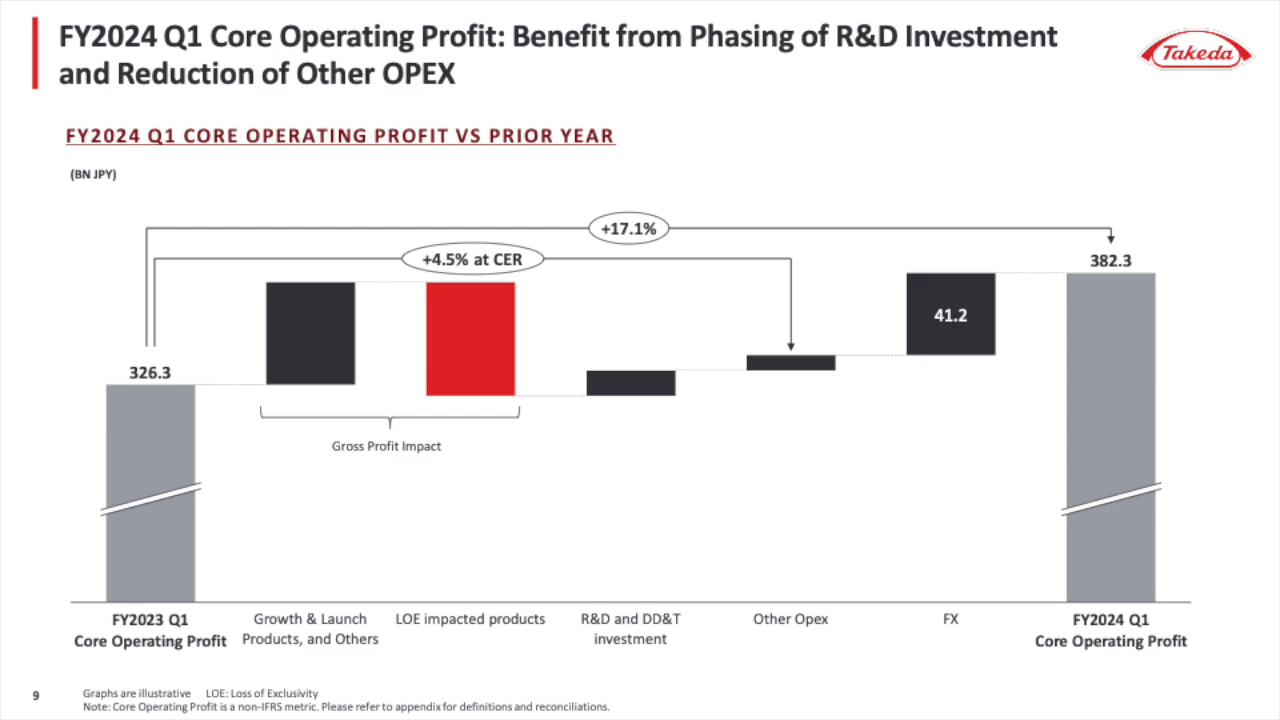 FY2024 Q1 Core Operating Profit: Benefit from Phasing of R&D Investment
and Reduction of Other OPEX
Takeda
FY2024 Q1 CORE OPERATING PROFIT VS PRIOR YEAR
(BN JPY)
+17.1%
+4.5% at CER
382.3
41.2
326.3
Gross Profit Impact
FY2023 Q1
Core Operating Profit
Growth & Launch
Products, and Others
LOE impacted products
R&D and DD&T
investment
Other Opex
FX
FY2024 Q1
Core Operating Profit
9
Graphs are illustrative LOE: Loss of Exclusivity
Note: Core Operating Profit is a non-IFRS metric. Please refer to appendix for definitions and reconciliations.